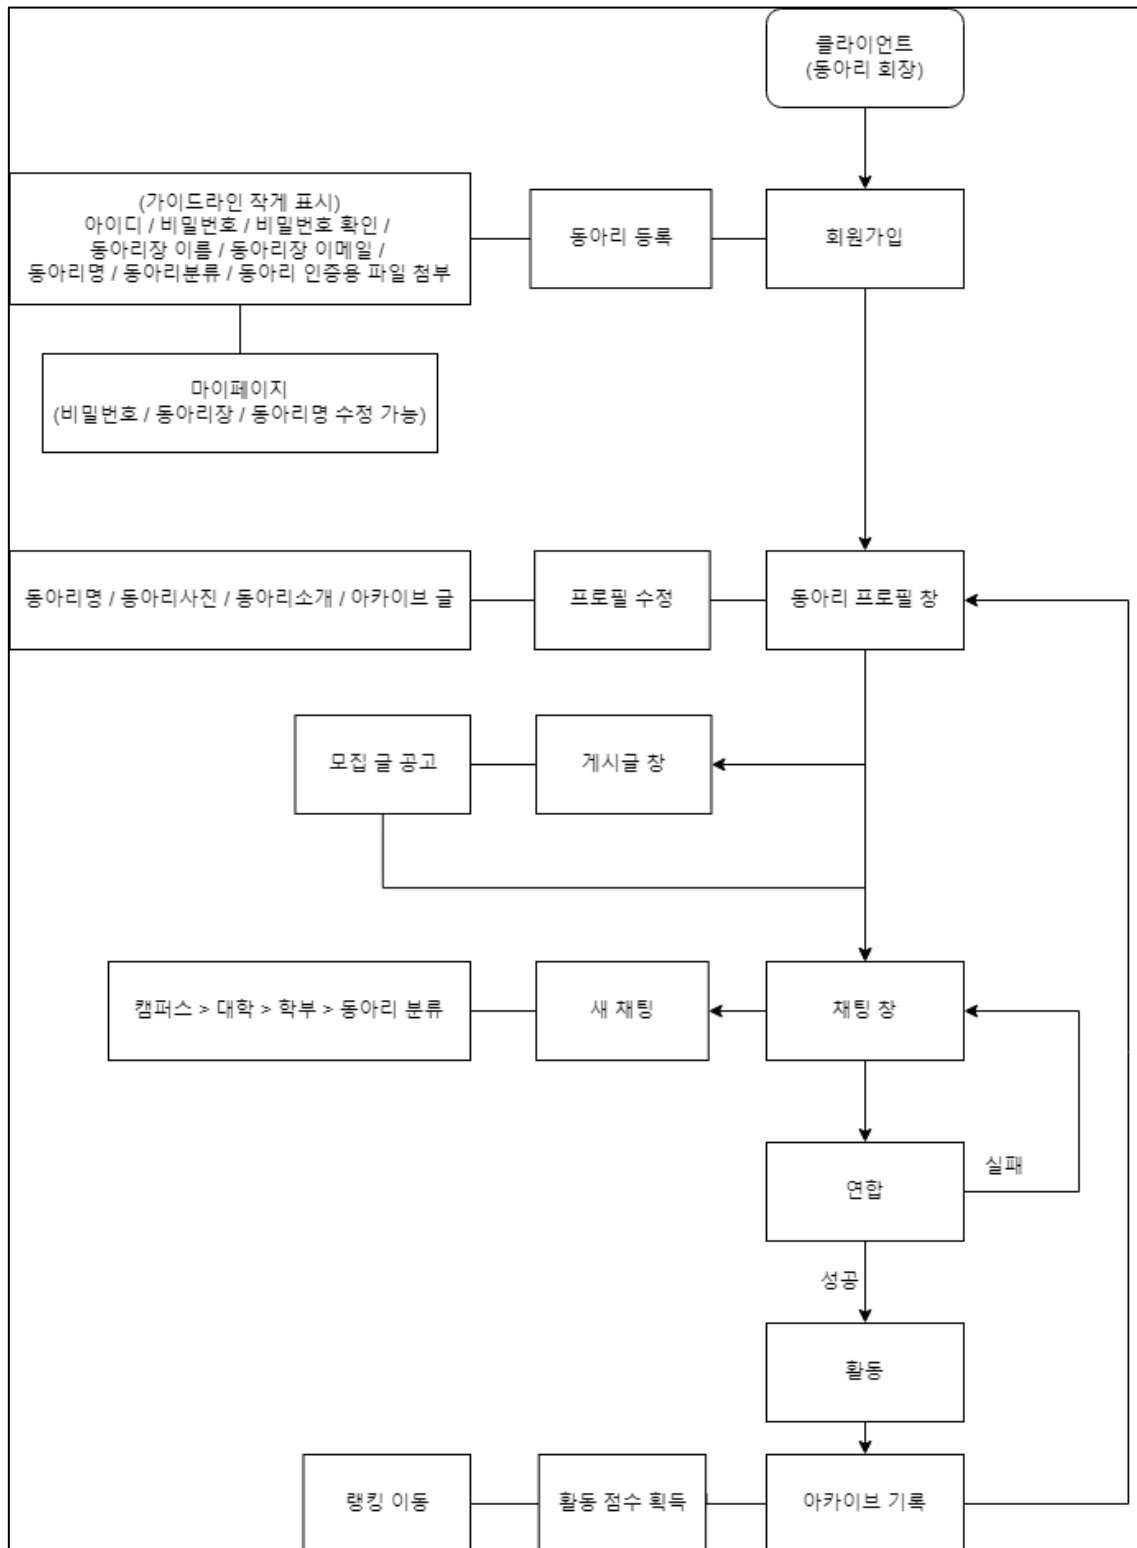 클라이언트
(동아리 회장)
(가이드라인 작게 표시)
아이디 / 비밀번호 / 비밀번호 확인 /
동아리장 이름 / 동아리장 이메일 /
동아리명 / 동아리분류 / 동아리 인증용 파일 첨부
동아리 등록
회원가입
마이페이지
(비밀번호 / 동아리장 / 동아리명 수정 가능)
동아리명 / 동아리사진 / 동아리소개 / 아카이브 글
프로필 수정
동아리 프로필 창
모집 글 공고
게시글 창
캠퍼스 > 대학 > 학부 > 동아리 분류
새 채팅
채팅 창
연합
실패
성공
활동
랭킹 이동
활동 점수 획득
아카이브 기록